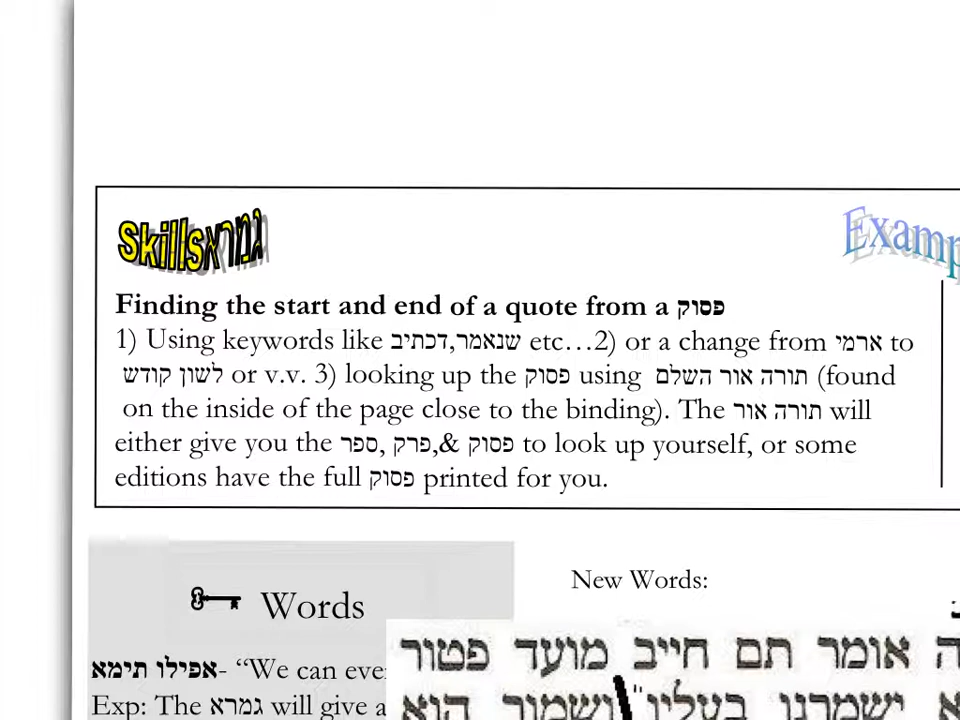 Skillsגמרא
Examp
Finding the start and end of a quote from a פסוק
1) Using keywords like שנאמר,דכתיב etc…2) or a change from ארמי to
לשון קודש or v.v. 3) looking up the פסוק using תורה אור השלם (found
on the inside of the page close to the binding). The תורה אור will
either give you the ספר, פרק,& פסוק to look up yourself, or some
editions have the full פסוק printed for you.
Words
New Words:
אפילו תימא- “We can eve
Exp: The גמרא will give a
אומר תם חייב מועד פטור
ישמרנו בעליו" ושמור הוא